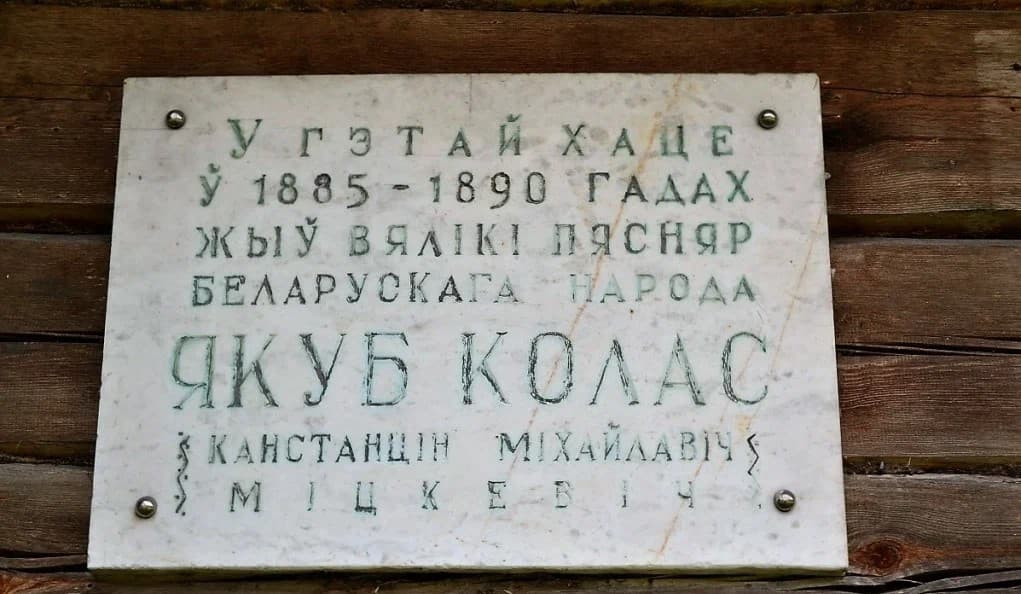 У ГЭТАЙ ХАЦЕ
Ў 1885-1890 ГАДАХ
ЖЫЎ ВЯЛІКІ ПЯСНЯР
БЕЛАРУСКАГА НАРОДА
ЯКУБ КОЛАС
КАНСТАНЦІН МІХАЙЛАВІЧ
МІЦКЕВІЧ